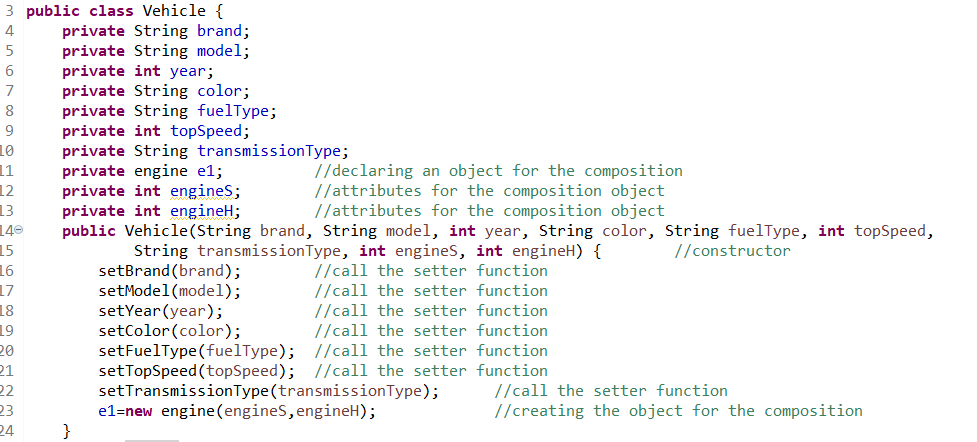 3 public class Vehicle {
4     private String brand;
5     private String model;
6     private int year;
7     private String color;
8     private String fuelType;
9     private int topSpeed;
10     private String transmissionType;
11     private engine e1;          //declaring an object for the composition
12     private int engineS;        //attributes for the composition object
13     private int engineH;        //attributes for the composition object
14     public Vehicle(String brand, String model, int year, String color, String fuelType, int topSpeed,
15             String transmissionType, int engineS, int engineH) {        //constructor
16         setBrand(brand);        //call the setter function
17         setModel(model);        //call the setter function
18         setYear(year);          //call the setter function
19         setColor(color);        //call the setter function
20         setFuelType(fuelType);  //call the setter function
21         setTopSpeed(topSpeed);  //call the setter function
22         setTransmissionType(transmissionType);      //call the setter function
23         e1=new engine(engineS,engineH);             //creating the object for the composition
24     }